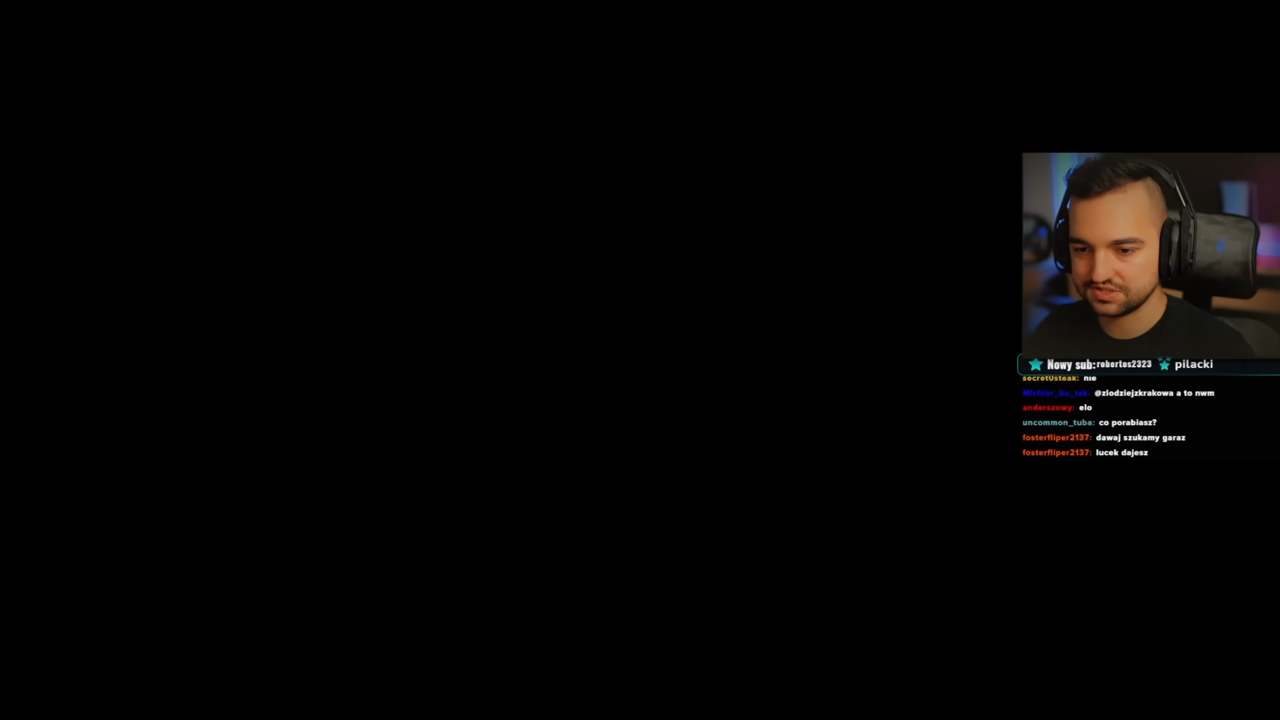 Nowy sub: robertos2323 pilacki
secret0steak: nie
@zlodziejzkrakowa a to nwm
anderszowy: elo
uncommon_tuba: co porabiasz?
fosterfliper2137: dawaj szukamy garaz
fosterfliper2137: lucek dajesz